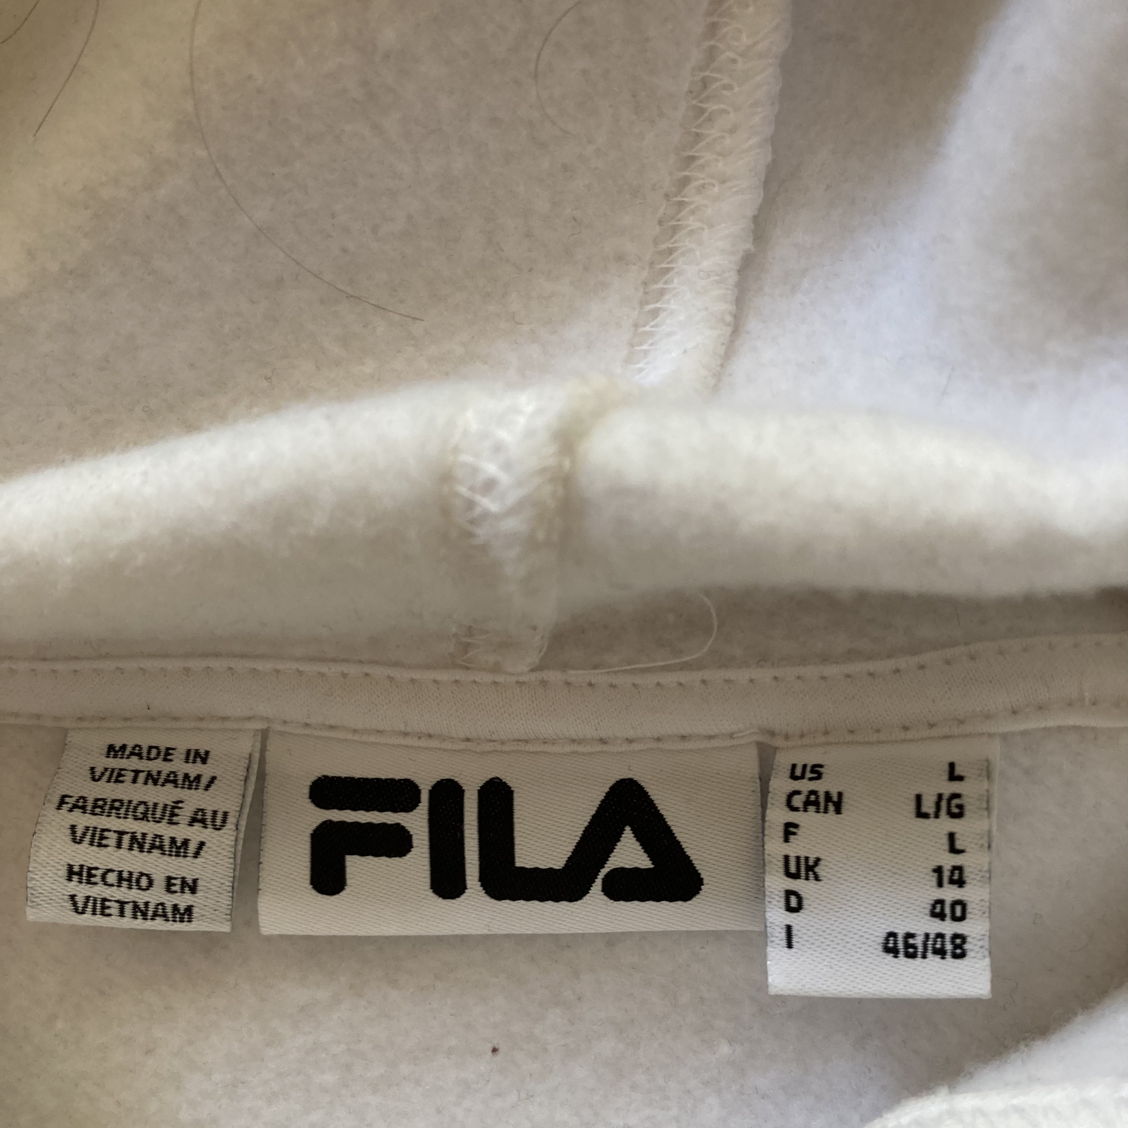 MADE IN
VIETNAM/
FABRIQUÉ AU
VIETNAM/
HECHO EN
VIETNAM
FILA
US L
CAN L/G
F L
UK 14
D 40
I 46/48